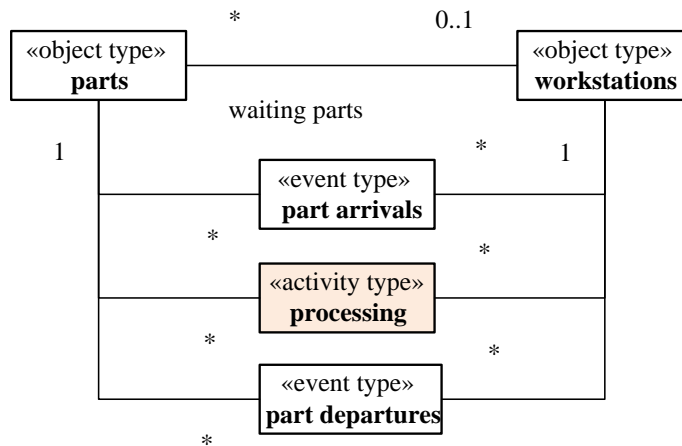 * 0..1
«object type»
parts
«object type»
workstations
waiting parts
1
*
1
«event type»
part arrivals
*
*
«activity type»
processing
*
*
«event type»
part departures
*